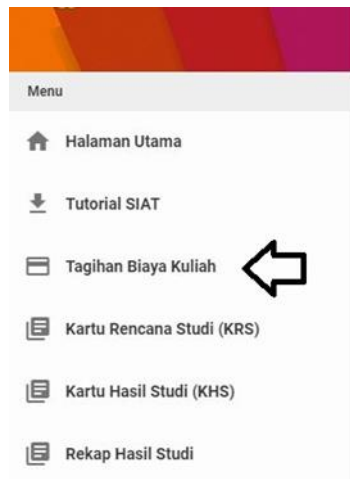 Menu
Halaman Utama
Tutorial SIAT
Tagihan Biaya Kuliah
Kartu Rencana Studi (KRS)
Kartu Hasil Studi (KHS)
Rekap Hasil Studi